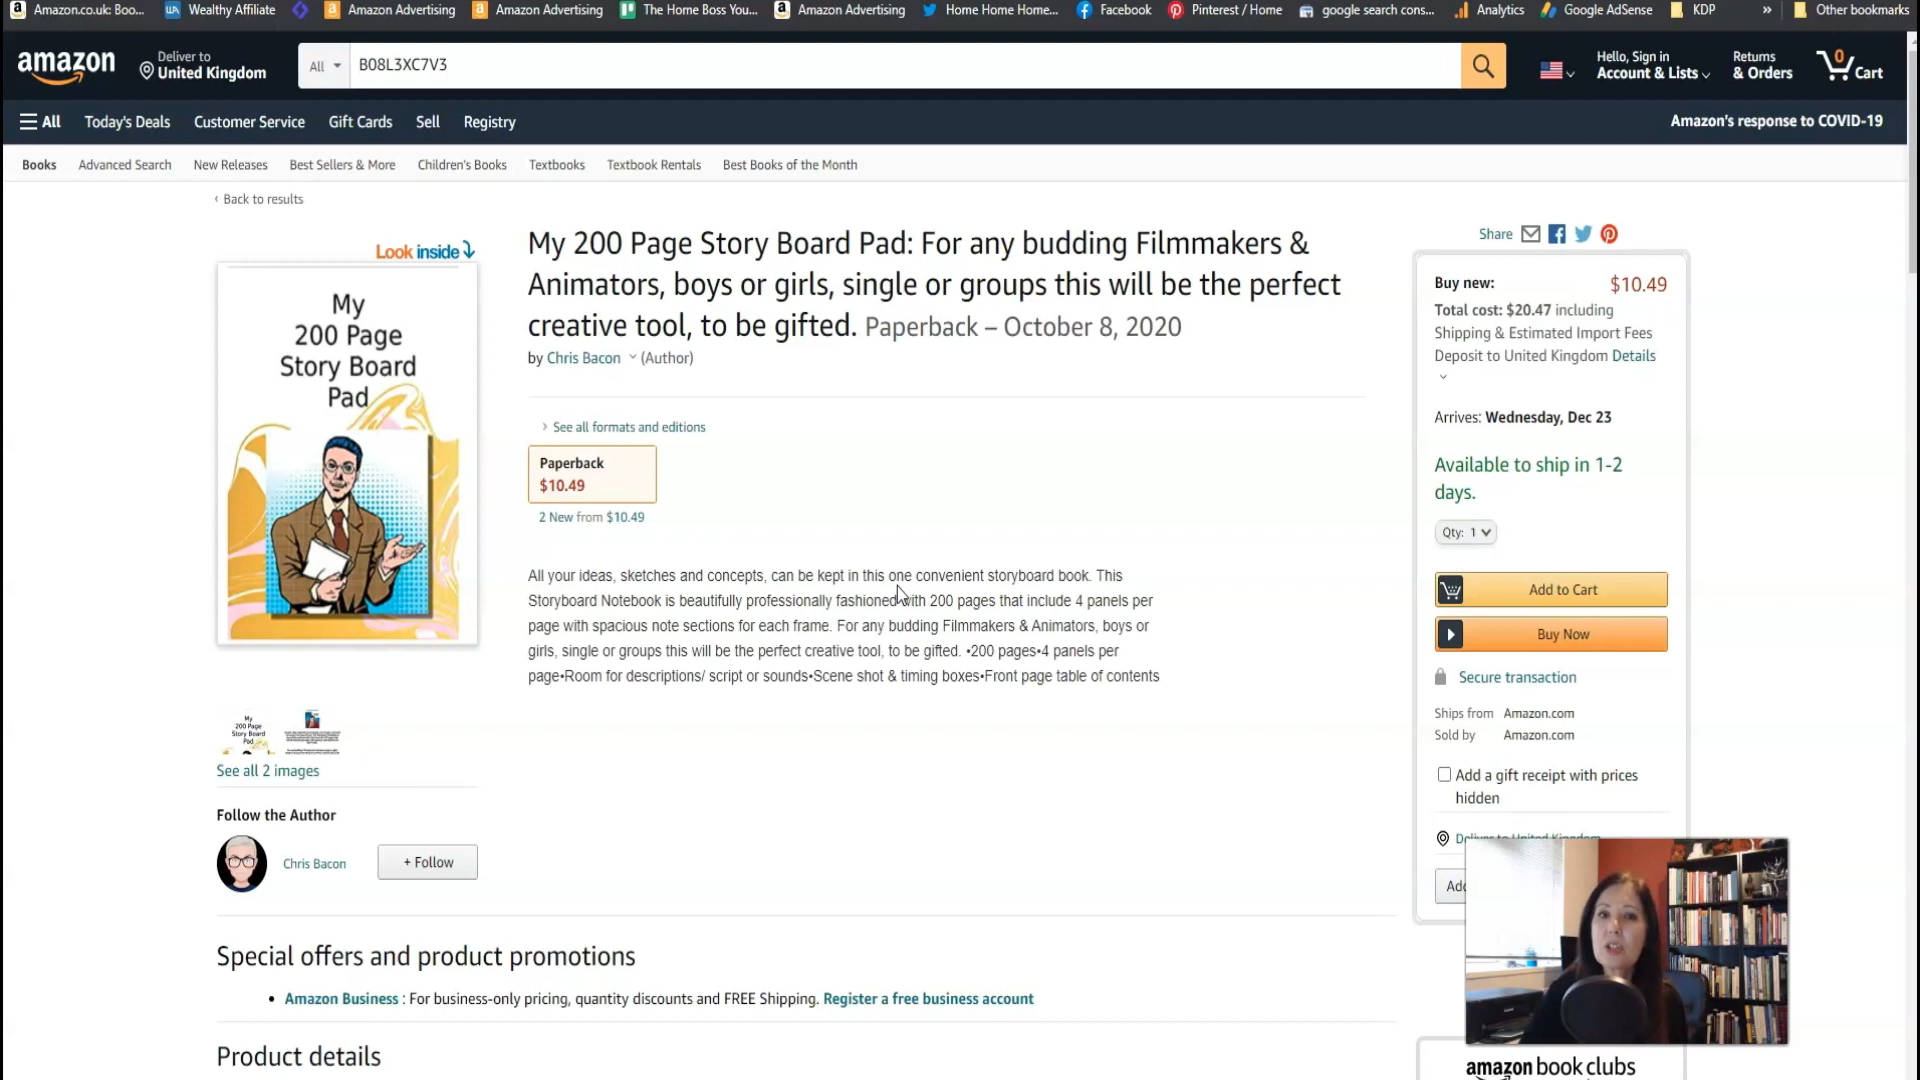 Amazon.co.uk: Boo...
Wealthy Affiliate
Amazon Advertising
Amazon Advertising
The Home Boss You...
Amazon Advertising
Home Home Home...
Facebook
Pinterest / Home
google search cons...
Analytics
Google AdSense
KDP
»
Other bookmarks
amazon
Deliver to
United Kingdom
All
B08L3XC7V3
Hello, Sign in
Account & Lists
Returns
& Orders
0
Cart
All
Today's Deals
Customer Service
Gift Cards
Sell
Registry
Amazon's response to COVID-19
Books
Advanced Search
New Releases
Best Sellers & More
Children's Books
Textbooks
Textbook Rentals
Best Books of the Month
‹ Back to results
Look inside
My
200 Page
Story Board
Pad
My
200 Page
Story Board
Pad
See all 2 images
Follow the Author
Chris Bacon
+ Follow
My 200 Page Story Board Pad: For any budding Filmmakers &
Animators, boys or girls, single or groups this will be the perfect
creative tool, to be gifted. Paperback – October 8, 2020
by Chris Bacon (Author)
› See all formats and editions
Paperback
$10.49
2 New from $10.49
All your ideas, sketches and concepts, can be kept in this one convenient storyboard book. This
Storyboard Notebook is beautifully professionally fashioned with 200 pages that include 4 panels per
page with spacious note sections for each frame. For any budding Filmmakers & Animators, boys or
girls, single or groups this will be the perfect creative tool, to be gifted. •200 pages•4 panels per
page•Room for descriptions/ script or sounds•Scene shot & timing boxes•Front page table of contents
Share
Buy new:
$10.49
Total cost: $20.47 including
Shipping & Estimated Import Fees
Deposit to United Kingdom Details
Arrives: Wednesday, Dec 23
Available to ship in 1-2
days.
Qty: 1
Add to Cart
Buy Now
Secure transaction
Ships from Amazon.com
Sold by Amazon.com
Add a gift receipt with prices
hidden
Deliver to United Kingdom
Add
Special offers and product promotions
• Amazon Business : For business-only pricing, quantity discounts and FREE Shipping. Register a free business account
Product details
amazon book clubs